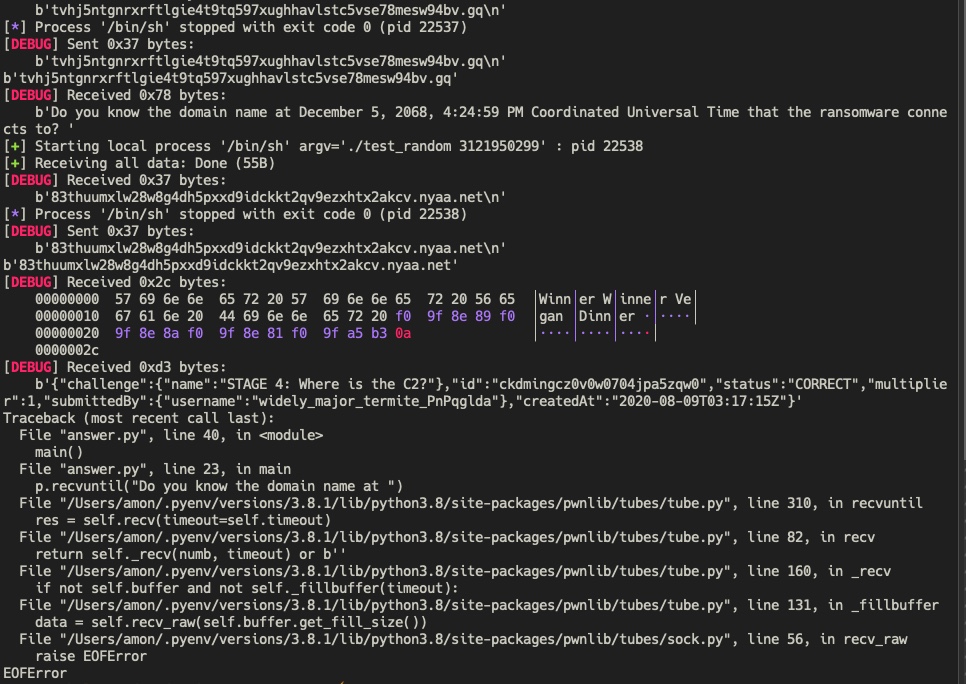 b'tvhj5ntgnrxrftlgie4t9tq597xughhavlstc5vse78mesw94bv.gq\n'
[*] Process '/bin/sh' stopped with exit code 0 (pid 22537)
[DEBUG] Sent 0x37 bytes:
b'tvhj5ntgnrxrftlgie4t9tq597xughhavlstc5vse78mesw94bv.gq\n'
b'tvhj5ntgnrxrftlgie4t9tq597xughhavlstc5vse78mesw94bv.gq'
[DEBUG] Received 0x78 bytes:
b'Do you know the domain name at December 5, 2068, 4:24:59 PM Coordinated Universal Time that the ransomware conne
cts to? '
[+] Starting local process '/bin/sh' argv='./test_random 3121950299' : pid 22538
[+] Receiving all data: Done (55B)
[DEBUG] Received 0x37 bytes:
b'83thuumxlw28w8g4dh5pxxd9idckkt2qv9ezxhtx2akcv.nyaa.net\n'
[*] Process '/bin/sh' stopped with exit code 0 (pid 22538)
[DEBUG] Sent 0x37 bytes:
b'83thuumxlw28w8g4dh5pxxd9idckkt2qv9ezxhtx2akcv.nyaa.net\n'
b'83thuumxlw28w8g4dh5pxxd9idckkt2qv9ezxhtx2akcv.nyaa.net'
[DEBUG] Received 0x2c bytes:
00000000  57 69 6e 6e  65 72 20 57  69 6e 6e 65  72 20 56 65  │Winn│er W│inne│r Ve│
00000010  67 61 6e 20  44 69 6e 6e  65 72 20 f0  9f 8e 89 f0  │gan │Dinn│er ·│····│
00000020  9f 8e 8a f0  9f 8e 81 f0  9f a5 b3 0a  │····│····│····│
0000002c
[DEBUG] Received 0xd3 bytes:
b'{"challenge":{"name":"STAGE 4: Where is the C2?"},"id":"ckdmingcz0v0w0704jpa5zqw0","status":"CORRECT","multiplie
r":1,"submittedBy":{"username":"widely_major_termite_PnPqglda"},"createdAt":"2020-08-09T03:17:15Z"}'
Traceback (most recent call last):
File "answer.py", line 40, in <module>
main()
File "answer.py", line 23, in main
p.recvuntil("Do you know the domain name at ")
File "/Users/amon/.pyenv/versions/3.8.1/lib/python3.8/site-packages/pwnlib/tubes/tube.py", line 310, in recvuntil
res = self.recv(timeout=self.timeout)
File "/Users/amon/.pyenv/versions/3.8.1/lib/python3.8/site-packages/pwnlib/tubes/tube.py", line 82, in recv
return self._recv(numb, timeout) or b''
File "/Users/amon/.pyenv/versions/3.8.1/lib/python3.8/site-packages/pwnlib/tubes/tube.py", line 160, in _recv
if not self.buffer and not self._fillbuffer(timeout):
File "/Users/amon/.pyenv/versions/3.8.1/lib/python3.8/site-packages/pwnlib/tubes/tube.py", line 131, in _fillbuffer
data = self.recv_raw(self.buffer.get_fill_size())
File "/Users/amon/.pyenv/versions/3.8.1/lib/python3.8/site-packages/pwnlib/tubes/sock.py", line 56, in recv_raw
raise EOFError
EOFError